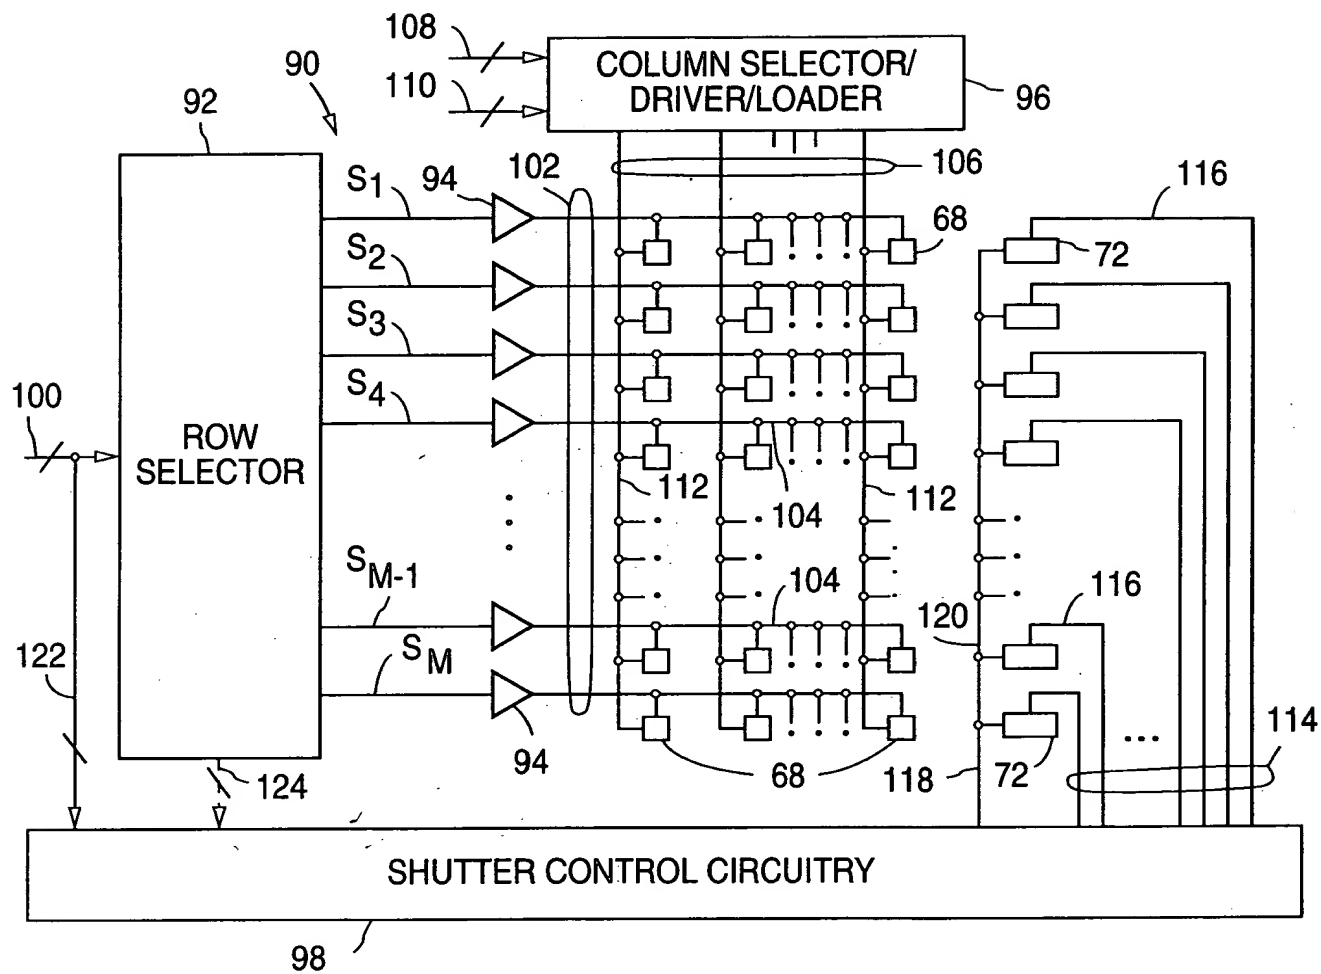 108
110
COLUMN SELECTOR/
DRIVER/LOADER
96
90
92
106
116
S1
94
102
68
72
S2
S3
S4
100
ROW
SELECTOR
112
104
112
SM-1
104
116
120
122
SM
94
68
118
72
114
124
SHUTTER CONTROL CIRCUITRY
98